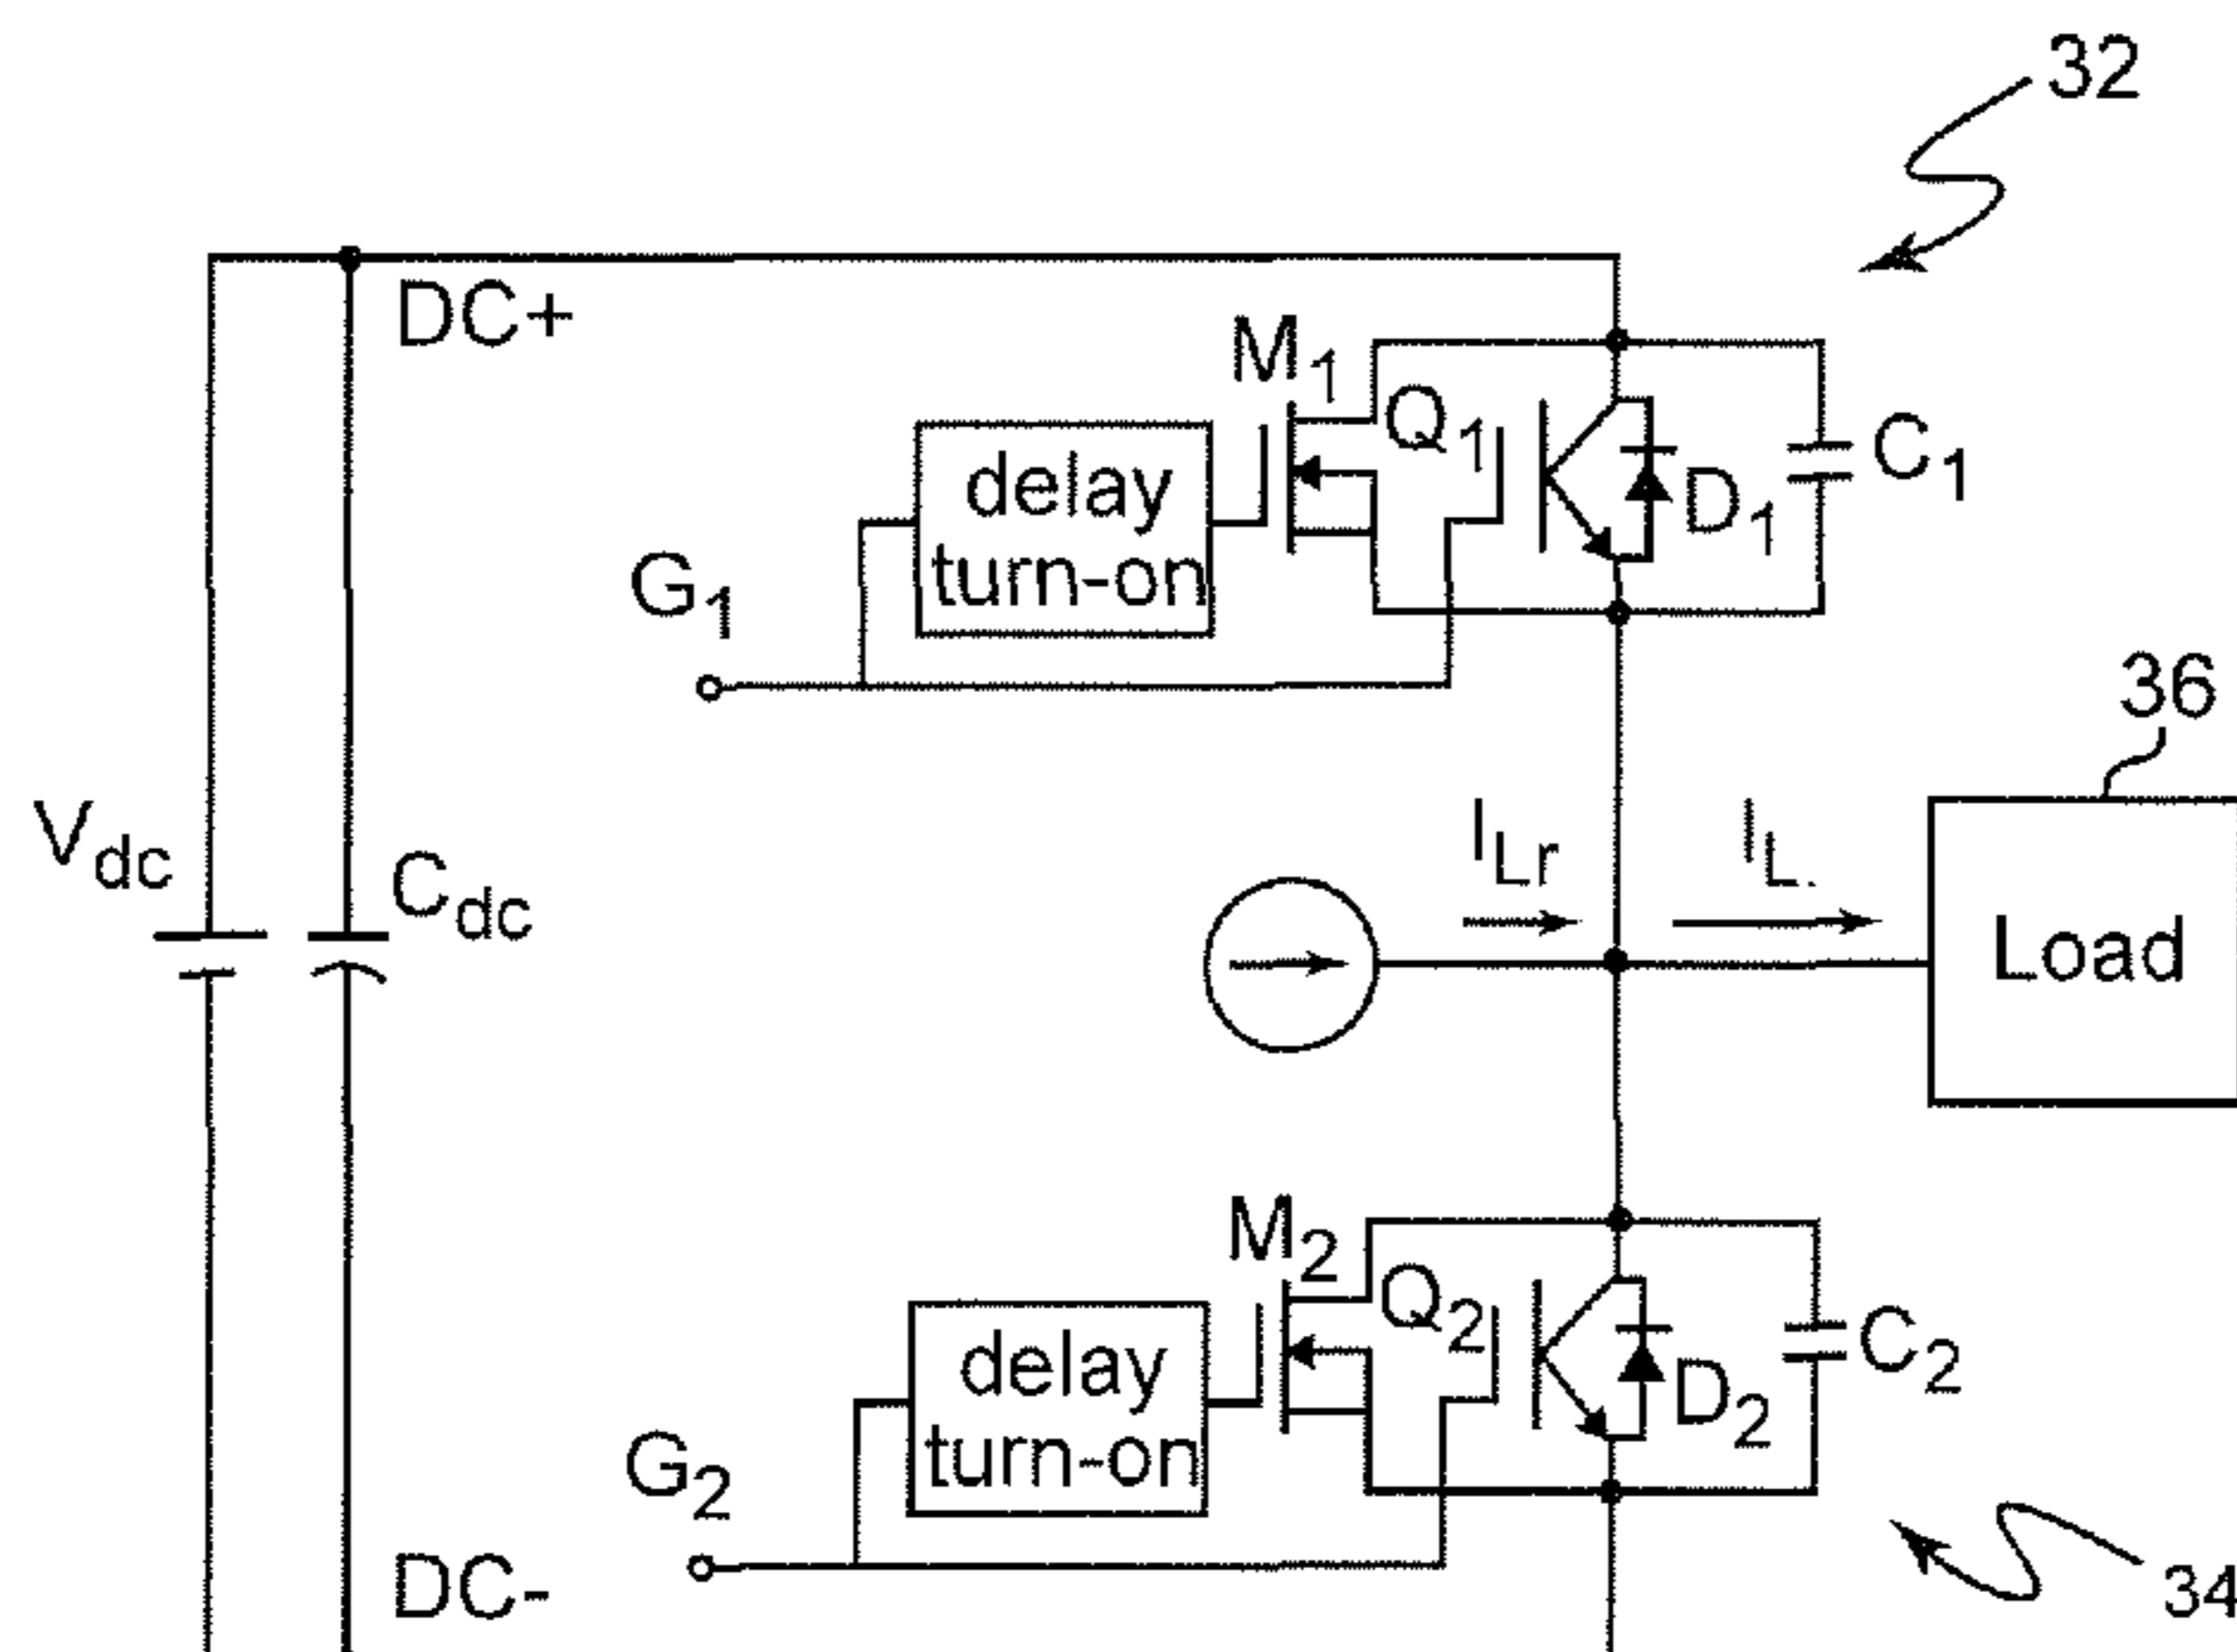 32
DC+
M1
Q1
delay
turn-on
D1
C1
G1
36
Vdc
Cdc
ILr
IL.
Load
M2
Q2
delay
turn-on
D2
C2
G2
DC-
34